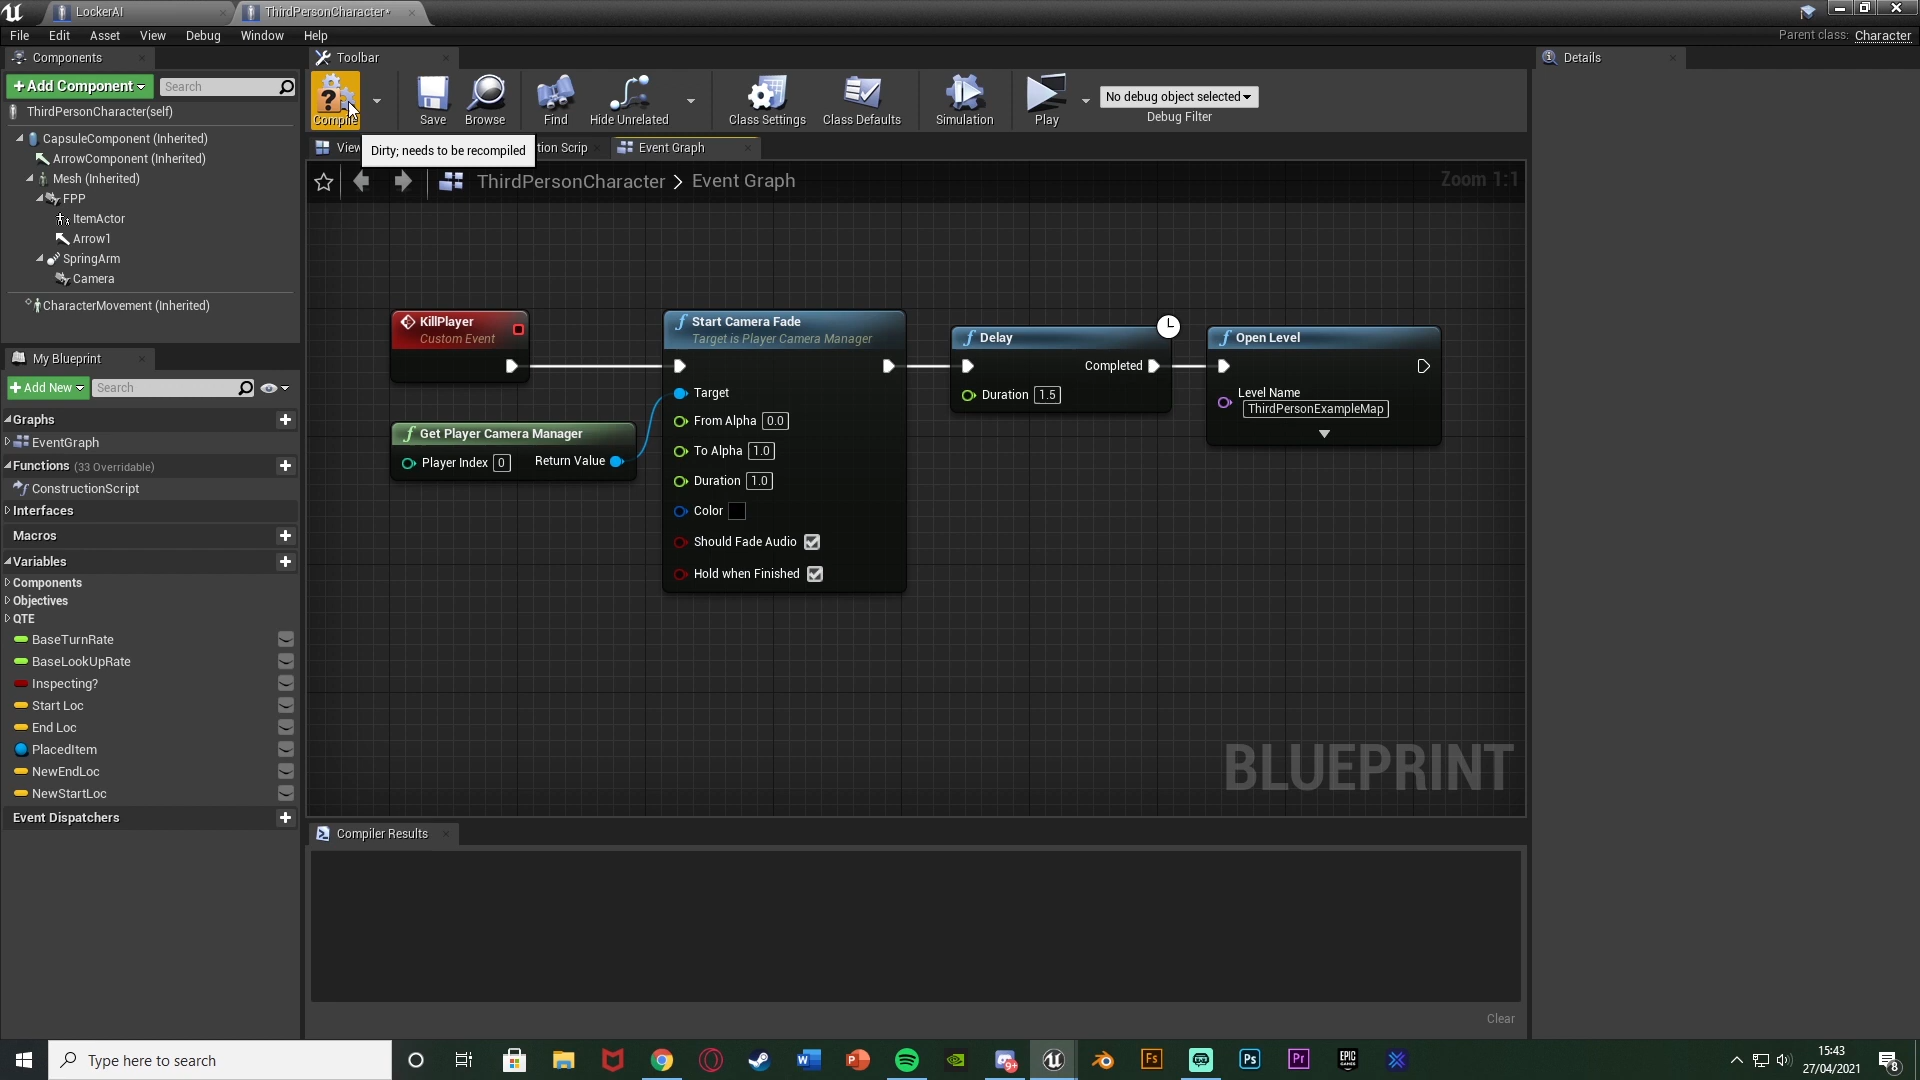 LockerAI
ThirdPersonCharacter*
File Edit Asset View Debug Window Help
Parent class: Character
Components
Toolbar
Details
+Add Component
Search
Compile
Save
Browse
Find
Hide Unrelated
Class Settings
Class Defaults
Simulation
Play
No debug object selected
Debug Filter
ThirdPersonCharacter(self)
CapsuleComponent (Inherited)
ArrowComponent (Inherited)
Mesh (Inherited)
FPP
ItemActor
Arrow1
SpringArm
Camera
CharacterMovement (Inherited)
Dirty; needs to be recompiled
Event Graph
ThirdPersonCharacter > Event Graph
Zoom 1:1
My Blueprint
+Add New
Search
Graphs
EventGraph
Functions (33 Overridable)
ConstructionScript
Interfaces
Macros
Variables
Components
Objectives
QTE
BaseTurnRate
BaseLookUpRate
Inspecting?
Start Loc
End Loc
PlacedItem
NewEndLoc
NewStartLoc
Event Dispatchers
KillPlayer
Custom Event
Get Player Camera Manager
Player Index 0
Return Value
Start Camera Fade
Target is Player Camera Manager
Target
From Alpha 0.0
To Alpha 1.0
Duration 1.0
Color
Should Fade Audio
Hold when Finished
Delay
Completed
Duration 1.5
Open Level
Level Name
ThirdPersonExampleMap
BLUEPRINT
Compiler Results
Clear
Type here to search
15:43
27/04/2021